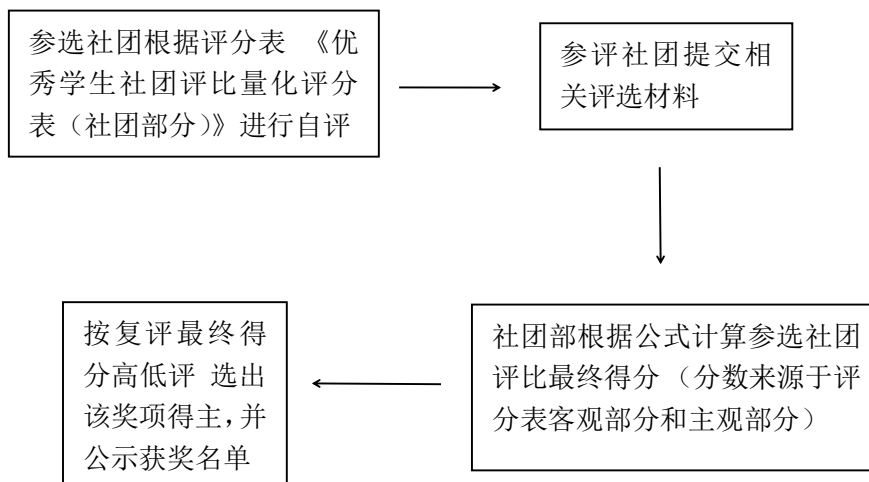 参选社团根据评分表 《优
秀学生社团评比量化评分
表（社团部分）》进行自评
参评社团提交相
关评选材料
社团部根据公式计算参选社团
评比最终得分（分数来源于评
分表客观部分和主观部分）
按复评最终得
分高低评 选出
该奖项得主，并
公示获奖名单